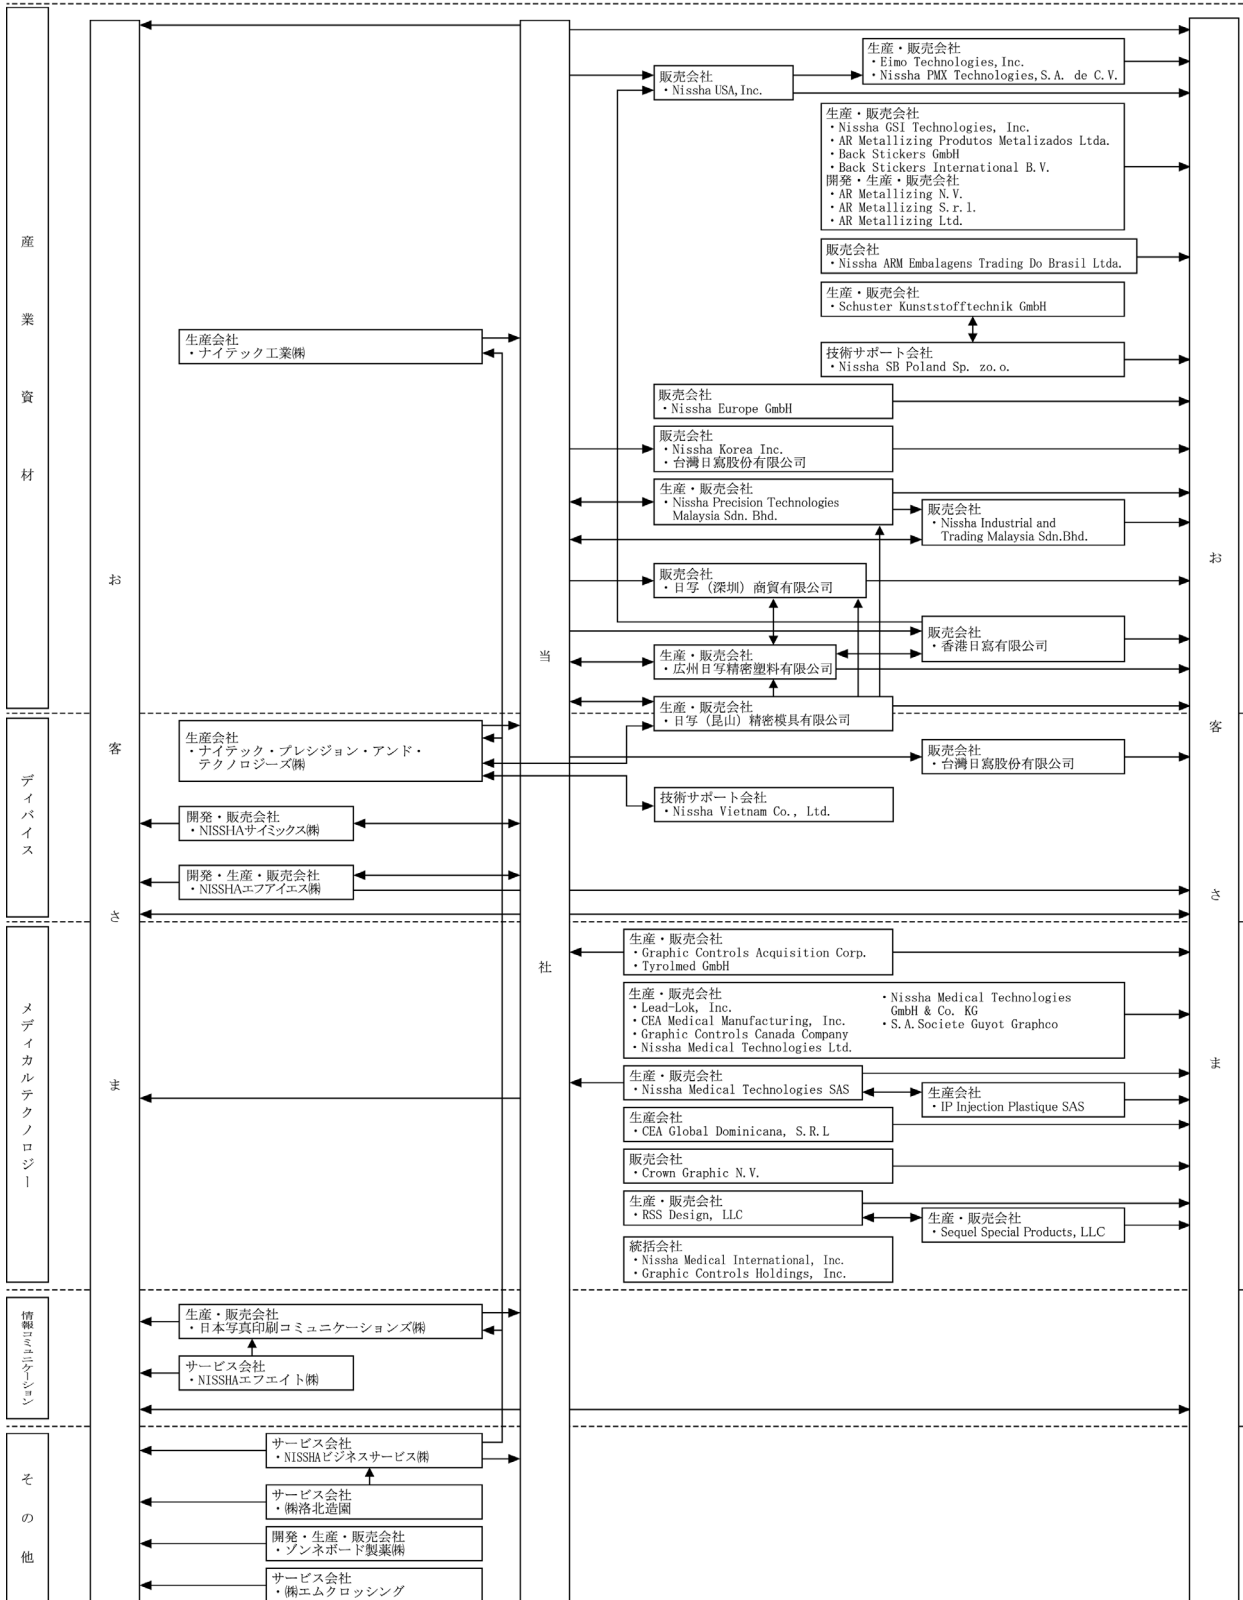 産業資材
お客さま
当社
お客さま
生産・販売会社
・Eimo Technologies, Inc.
・Nissha PMX Technologies, S.A. de C.V.
販売会社
・Nissha USA, Inc.
生産・販売会社
・Nissha GSI Technologies, Inc.
・AR Metallizing Produtos Metalizados Ltda.
・Back Stickers GmbH
・Back Stickers International B.V.
開発・生産・販売会社
・AR Metallizing N.V.
・AR Metallizing S.r.l.
・AR Metallizing Ltd.
販売会社
・Nissha ARM Embalagens Trading Do Brasil Ltda.
生産・販売会社
・Schuster Kunststofftechnik GmbH
生産会社
・ナイテック工業㈱
技術サポート会社
・Nissha SB Poland Sp. zo.o.
販売会社
・Nissha Europe GmbH
販売会社
・Nissha Korea Inc.
・台灣日寫股份有限公司
生産・販売会社
・Nissha Precision Technologies
Malaysia Sdn. Bhd.
販売会社
・Nissha Industrial and
Trading Malaysia Sdn.Bhd.
販売会社
・日写（深圳）商貿有限公司
販売会社
・香港日寫有限公司
生産・販売会社
・広州日写精密塑料有限公司
生産・販売会社
・日写（昆山）精密模具有限公司
ディバイス
生産会社
・ナイテック・プレシジョン・アンド・
テクノロジーズ㈱
販売会社
・台灣日寫股份有限公司
技術サポート会社
・Nissha Vietnam Co., Ltd.
開発・販売会社
・NISSHAサイミックス㈱
開発・生産・販売会社
・NISSHAエフアイエス㈱
メディカルテクノロジー
生産・販売会社
・Graphic Controls Acquisition Corp.
・Tyrolmed GmbH
生産・販売会社
・Lead-Lok, Inc.
・CEA Medical Manufacturing, Inc.
・Graphic Controls Canada Company
・Nissha Medical Technologies Ltd.
・Nissha Medical Technologies
GmbH & Co. KG
・S.A.Societe Guyot Graphco
生産・販売会社
・Nissha Medical Technologies SAS
生産会社
・IP Injection Plastique SAS
生産会社
・CEA Global Dominicana, S.R.L
販売会社
・Crown Graphic N.V.
生産・販売会社
・RSS Design, LLC
生産・販売会社
・Sequel Special Products, LLC
統括会社
・Nissha Medical International, Inc.
・Graphic Controls Holdings, Inc.
情報コミュニケーション
生産・販売会社
・日本写真印刷コミュニケーションズ㈱
サービス会社
・NISSHAエフエイト㈱
その他
サービス会社
・NISSHAビジネスサービス㈱
サービス会社
・㈱洛北造園
開発・生産・販売会社
・ゾンネボード製薬㈱
サービス会社
・㈱エムクロッシング